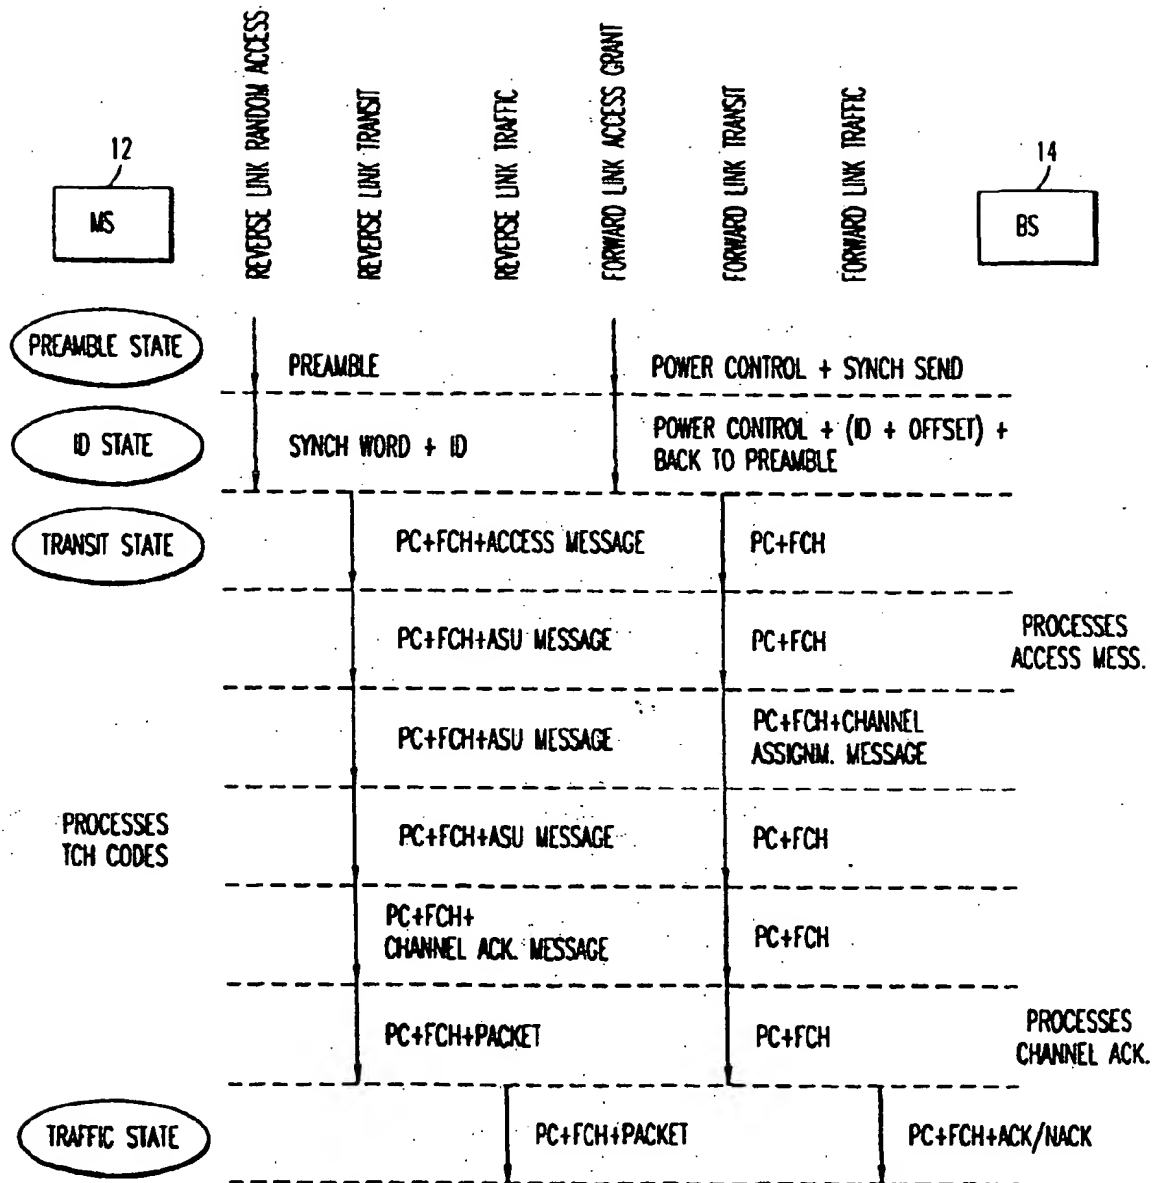 REVERSE LINK RANDOM ACCESS
REVERSE LINK TRANSIT
REVERSE LINK TRAFFIC
FORWARD LINK ACCESS GRANT
FORWARD LINK TRANSIT
FORWARD LINK TRAFFIC
12
MS
14
BS
PREAMBLE STATE
PREAMBLE
POWER CONTROL + SYNCH SEND
ID STATE
SYNCH WORD + ID
POWER CONTROL + (ID + OFFSET) +
BACK TO PREAMBLE
TRANSIT STATE
PC+FCH+ACCESS MESSAGE
PC+FCH
PC+FCH+ASU MESSAGE
PC+FCH
PROCESSES
ACCESS MESS.
PC+FCH+ASU MESSAGE
PC+FCH+CHANNEL
ASSIGNM. MESSAGE
PROCESSES
TCH CODES
PC+FCH+ASU MESSAGE
PC+FCH
PC+FCH+
CHANNEL ACK. MESSAGE
PC+FCH
PC+FCH+PACKET
PC+FCH
PROCESSES
CHANNEL ACK.
TRAFFIC STATE
PC+FCH+PACKET
PC+FCH+ACK/NACK